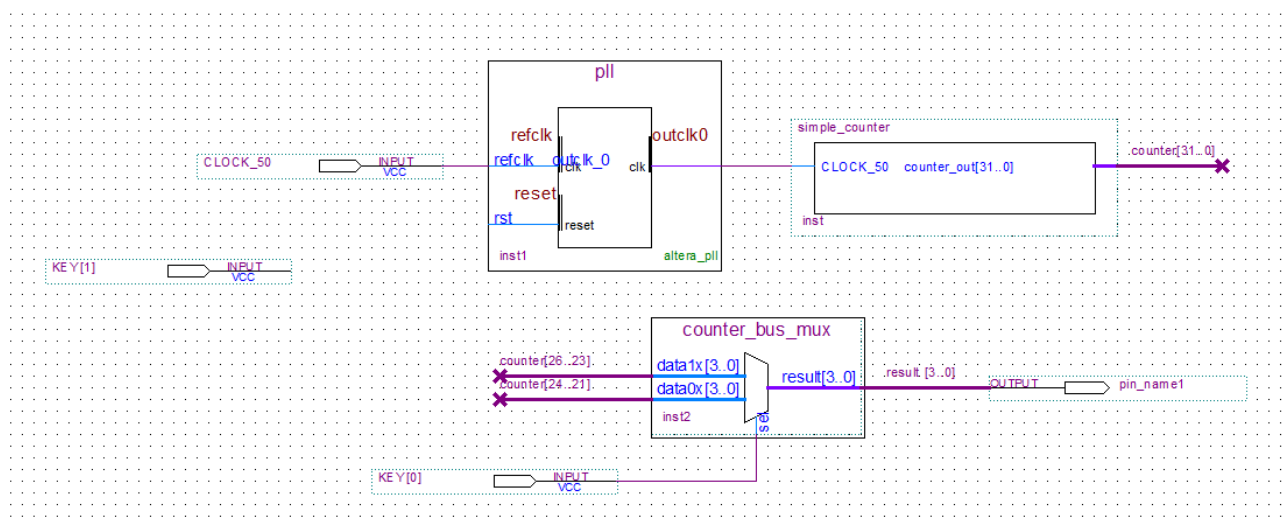 pll
refclk
outclk0
simple_counter
CLOCK_50
INPUT
VCC
refclk
outclk_0
clk
clk
CLOCK_50
counter_out[31..0]
counter[31..0]
reset
rst
reset
inst
inst1
altera_pll
KEY[1]
INPUT
VCC
counter_bus_mux
counter[26..23]
data1x[3..0]
result[3..0]
result [3..0]
counter[24..21]
data0x[3..0]
OUTPUT
pin_name1
inst2
sel
KEY[0]
INPUT
VCC